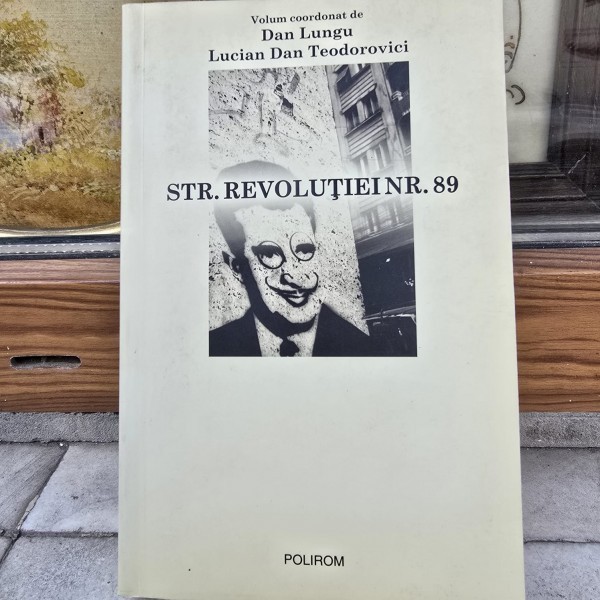 Volum coordonat de
Dan Lungu
Lucian Dan Teodorovici
STR. REVOLUŢIEI NR. 89
POLIROM